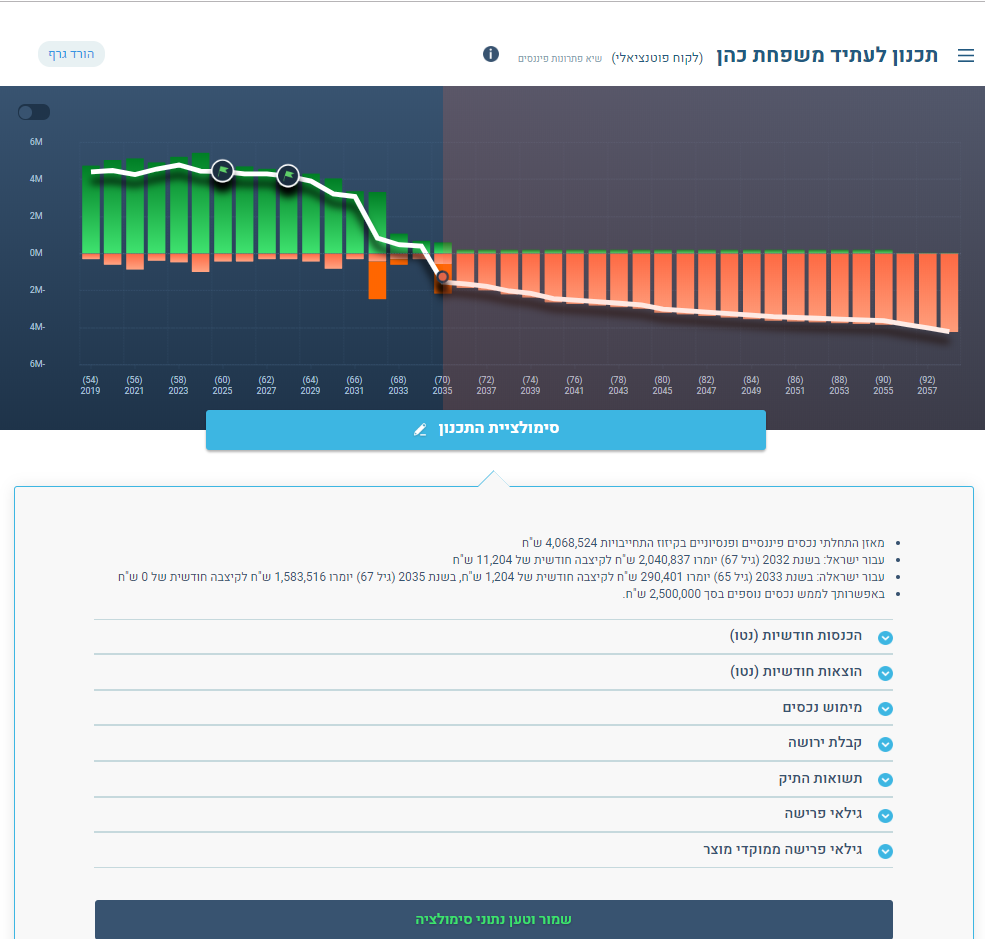 תכנון לעתיד משפחת כהן (לקוח פוטנציאלי) שיא פתרונות פיננסים
הורד גרף
6M
4M
2M
0M
2M-
4M-
6M-
(54) (56) (58) (60) (62) (64) (66) (68) (70) (72) (74) (76) (78) (80) (82) (84) (86) (88) (90) (92)
2019 2021 2023 2025 2027 2029 2031 2033 2035 2037 2039 2041 2043 2045 2047 2049 2051 2053 2055 2057
סימולציית התכנון
מאזן התחלתי נכסים פיננסיים ופנסיוניים בקיזוז התחייבויות 4,068,524 ש"ח
עבור ישראל: בשנת 2032 (גיל 67) יומרו 2,040,837 ש"ח לקיצבה חודשית של 11,204 ש"ח
עבור ישראלה: בשנת 2033 (גיל 65) יומרו 290,401 ש"ח לקיצבה חודשית של 1,204 ש"ח, בשנת 2035 (גיל 67) יומרו 1,583,516 ש"ח לקיצבה חודשית של 0 ש"ח
באפשרותך לממש נכסים נוספים בסך 2,500,000 ש"ח.
הכנסות חודשיות (נטו)
הוצאות חודשיות (נטו)
מימוש נכסים
קבלת ירושה
תשואות התיק
גילאי פרישה
גילאי פרישה ממוקדי מוצר
שמור וטען נתוני סימולציה